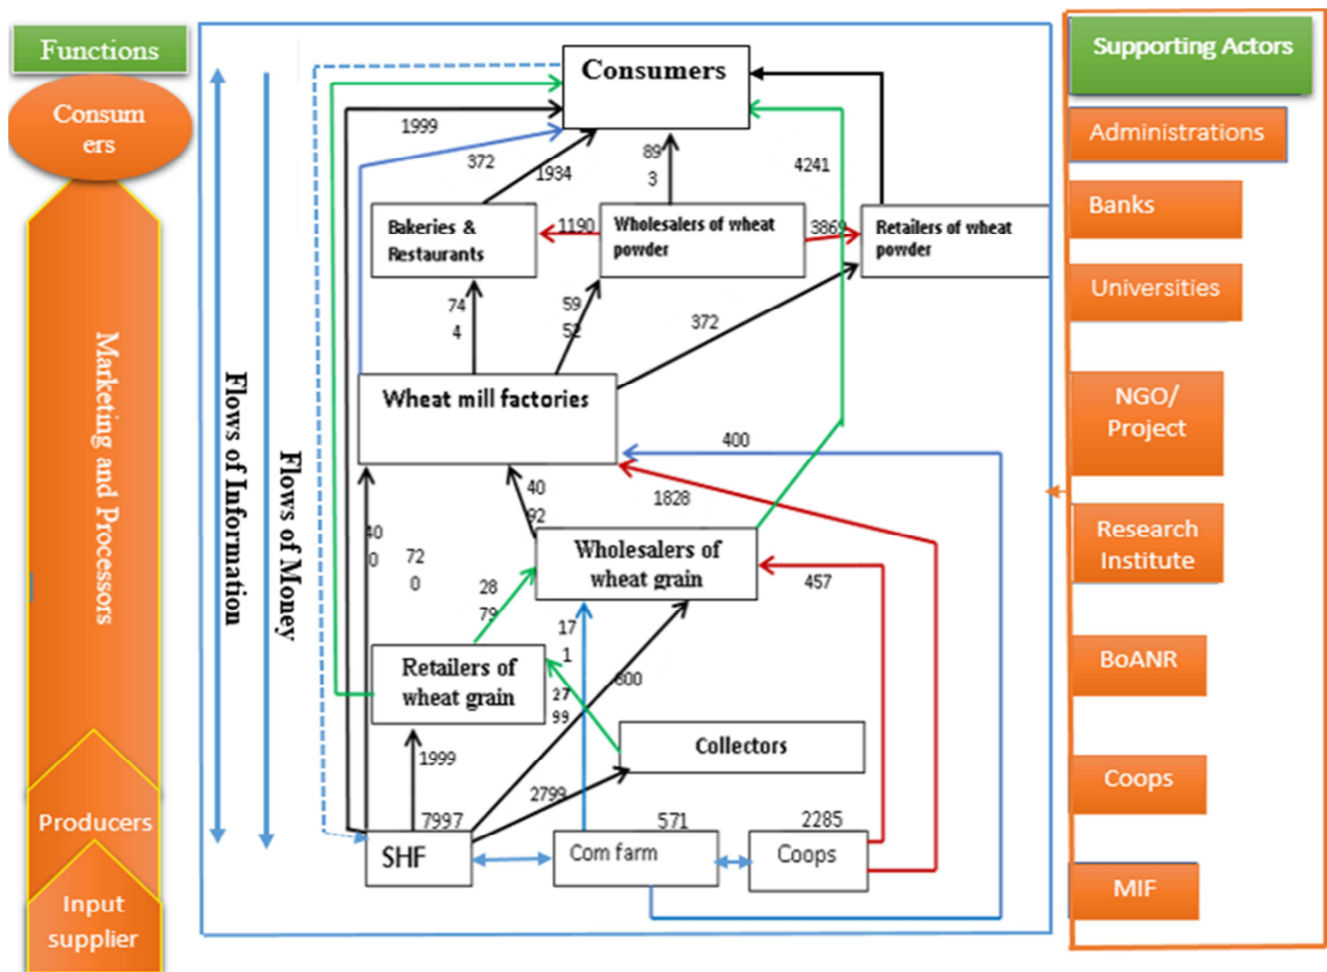 Functions
Consum
ers
Marketing and Processors
Producers
Input
supplier
Flows of Information
Flows of Money
Consumers
1999
372
1934
89
3
4241
Bakeries &
Restaurants
1190
Wholesalers of wheat
powder
3869
Retailers of wheat
powder
74
4
59
52
372
Wheat mill factories
400
1828
40
92
40
0
72
0
Wholesalers of
wheat grain
457
28
79
17
1
800
Retailers of
wheat grain
27
99
Collectors
1999
2799
7997
571
2285
SHF
Com farm
Coops
Supporting Actors
Administrations
Banks
Universities
NGO/
Project
Research
Institute
BoANR
Coops
MIF